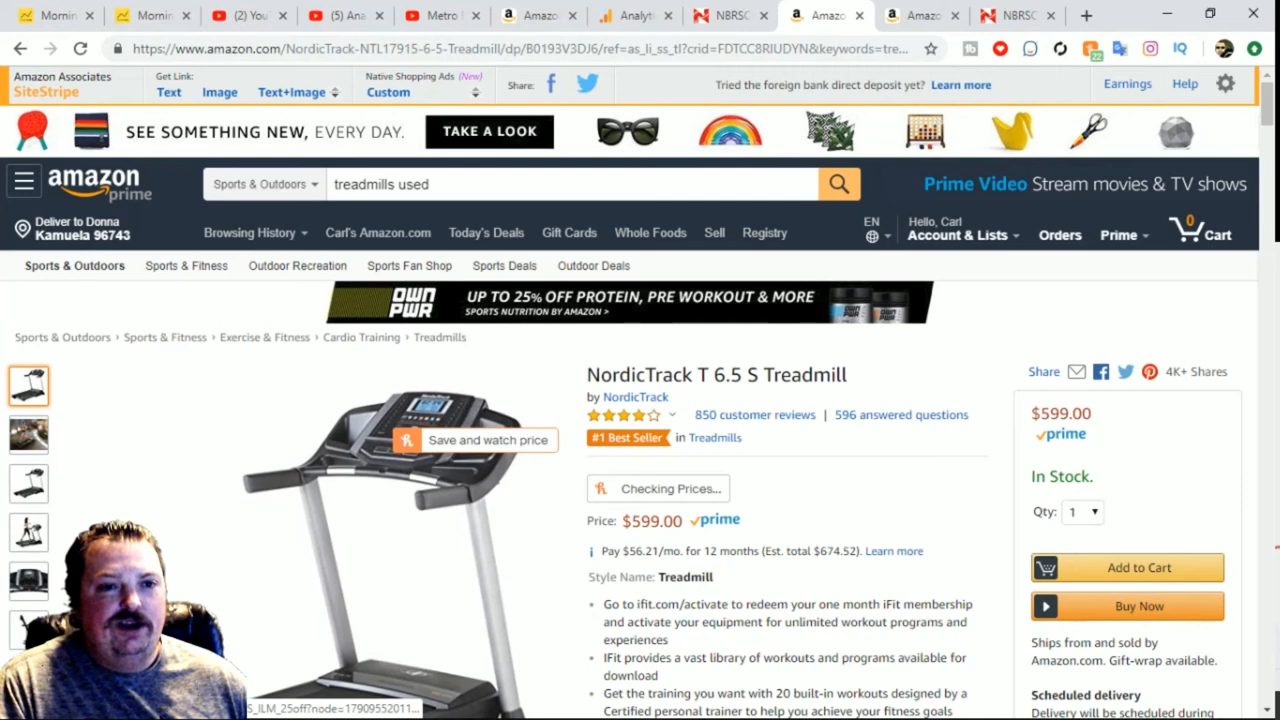 Mornin
Mornin
(2) You
(5) Ana
Metro
Amazo
Analyti
NBRSC
Amazo
Amazo
NBRSC
https://www.amazon.com/NordicTrack-NTL17915-6-5-Treadmill/dp/B0193V3DJ6/ref=as_li_ss_tl?crid=FDTCC8RIUDYN&keywords=tre...
22
IQ
Amazon Associates
SiteStripe
Get Link:
Text Image Text+Image
Native Shopping Ads (New)
Custom
Share:
Tried the foreign bank direct deposit yet? Learn more
Earnings Help
SEE SOMETHING NEW, EVERY DAY. TAKE A LOOK
amazon prime
Sports & Outdoors
treadmills used
Prime Video Stream movies & TV shows
Deliver to Donna
Kamuela 96743
Browsing History Carl's Amazon.com Today's Deals Gift Cards Whole Foods Sell Registry
EN
Hello, Carl
Account & Lists Orders Prime 0 Cart
Sports & Outdoors Sports & Fitness Outdoor Recreation Sports Fan Shop Sports Deals Outdoor Deals
OWN PWR
UP TO 25% OFF PROTEIN, PRE WORKOUT & MORE
SPORTS NUTRITION BY AMAZON >
Sports & Outdoors › Sports & Fitness › Exercise & Fitness › Cardio Training › Treadmills
NordicTrack T 6.5 S Treadmill
by NordicTrack
850 customer reviews | 596 answered questions
#1 Best Seller in Treadmills
Save and watch price
Checking Prices...
Price: $599.00 prime
Pay $56.21/mo. for 12 months (Est. total $674.52). Learn more
Style Name: Treadmill
• Go to ifit.com/activate to redeem your one month iFit membership
and activate your equipment for unlimited workout programs and
experiences
• IFit provides a vast library of workouts and programs available for
download
• Get the training you want with 20 built-in workouts designed by a
Certified personal trainer to help you achieve your fitness goals
Share 4K+ Shares
$599.00
prime
In Stock.
Qty: 1
Add to Cart
Buy Now
Ships from and sold by
Amazon.com. Gift-wrap available.
Scheduled delivery
Delivery will be scheduled during
S_ILM_25off?node=17909552011...